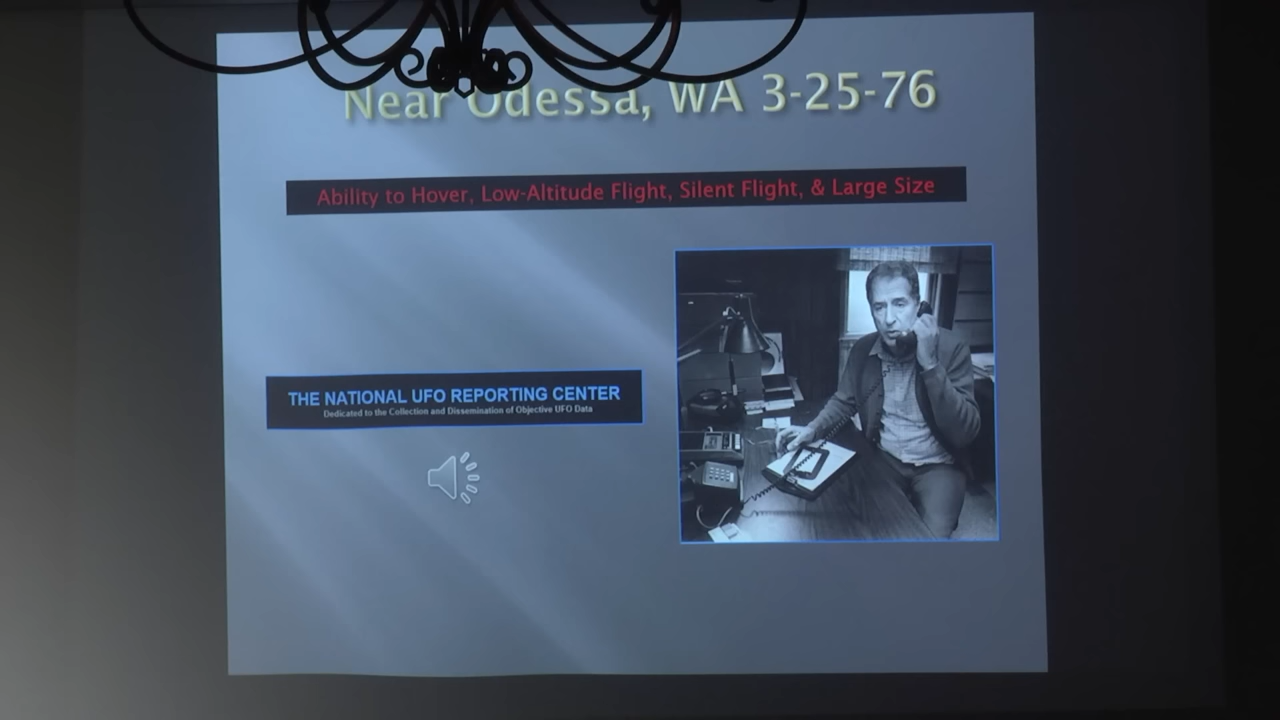 Near Odessa, WA 3-25-76
Ability to Hover, Low-Altitude Flight, Silent Flight, & Large Size
THE NATIONAL UFO REPORTING CENTER
Dedicated to the Collection and Dissemination of Objective UFO Data